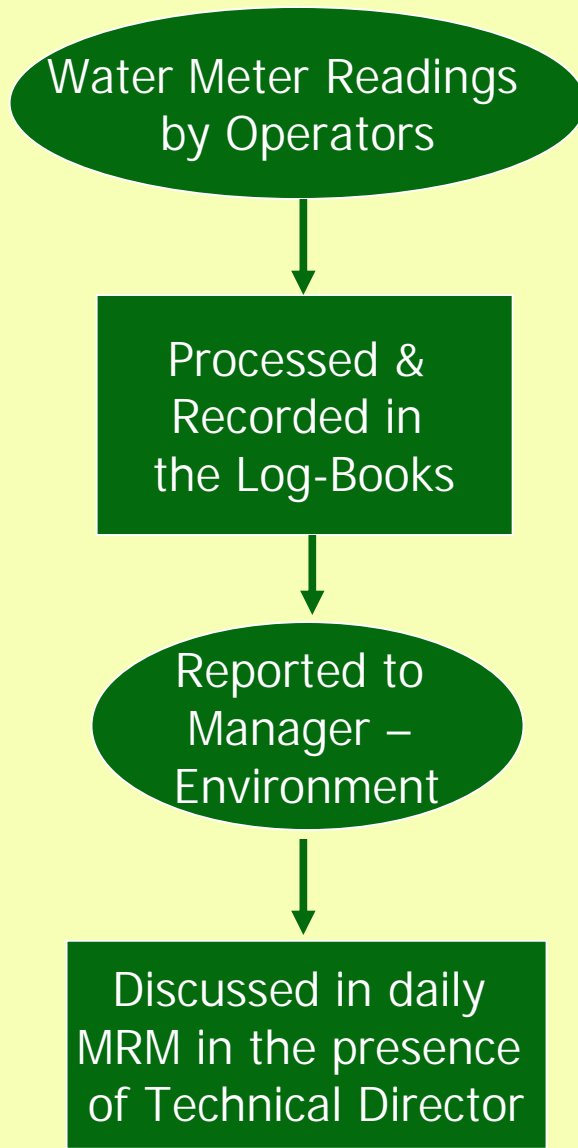 Water Meter Readings
by Operators
Processed &
Recorded in
the Log-Books
Reported to
Manager –
Environment
Discussed in daily
MRM in the presence
of Technical Director